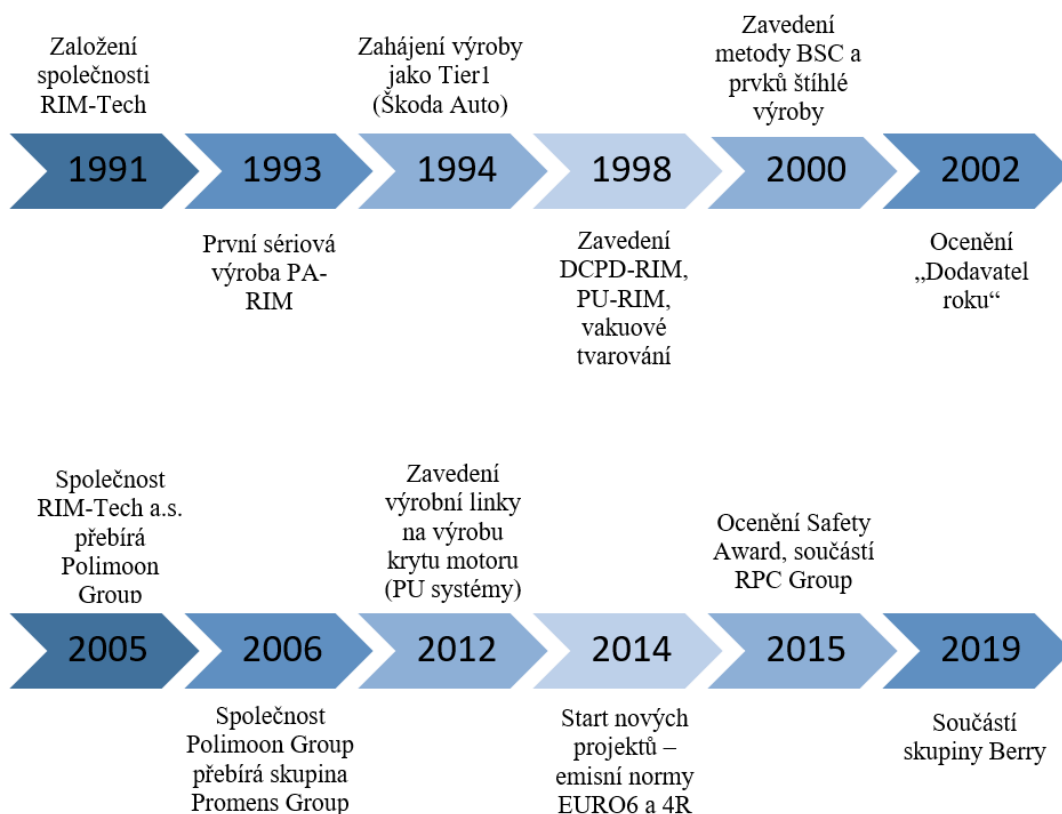 Založení
společnosti
RIM-Tech
Zahájení výroby
jako Tier1
(Škoda Auto)
Zavedení
metody BSC a
prvků štíhlé
výroby
1991
1993
1994
1998
2000
2002
První sériová
výroba PA-
RIM
Zavedení
DCPD-RIM,
PU-RIM,
vakuové
tvarování
Ocenění
„Dodavatel
roku“
Společnost
RIM-Tech a.s.
přebírá
Polimoon
Group
Zavedení
výrobní linky
na výrobu
krytu motoru
(PU systémy)
Ocenění Safety
Award, součástí
RPC Group
2005
2006
2012
2014
2015
2019
Společnost
Polimoon Group
přebírá skupina
Promens Group
Start nových
projektů –
emisní normy
EURO6 a 4R
Součástí
skupiny Berry